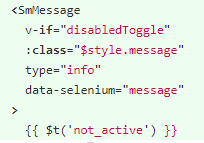 <SmMessage
v-if="disabledToggle"
:class="$style.message"
type="info"
data-selenium="message"
>
{{ $t('not_active') }}